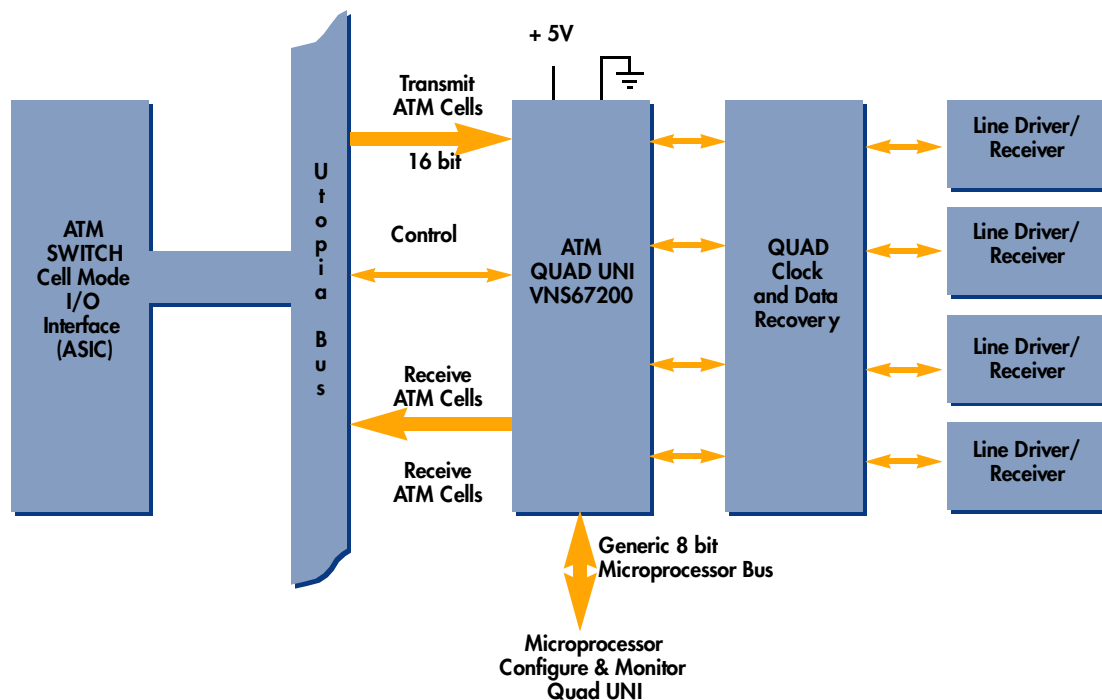 + 5V
Transmit
ATM Cells
16 bit
Control
Receive
ATM Cells
Receive
ATM Cells
ATM
SWITCH
Cell Mode
I/O
Interface
(ASIC)
Utopia Bus
ATM
QUAD UNI
VNS67200
QUAD
Clock
and Data
Recovery
Line Driver/
Receiver
Line Driver/
Receiver
Line Driver/
Receiver
Line Driver/
Receiver
Generic 8 bit
Microprocessor Bus
Microprocessor
Configure & Monitor
Quad UNI